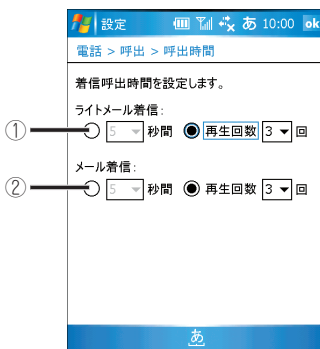 設定 あ 10:00 ok
電話 > 呼出 > 呼出時間
着信呼出時間を設定します。
ライトメール着信:
① 5 秒間 再生回数 3 回
メール着信:
② 5 秒間 再生回数 3 回
あ